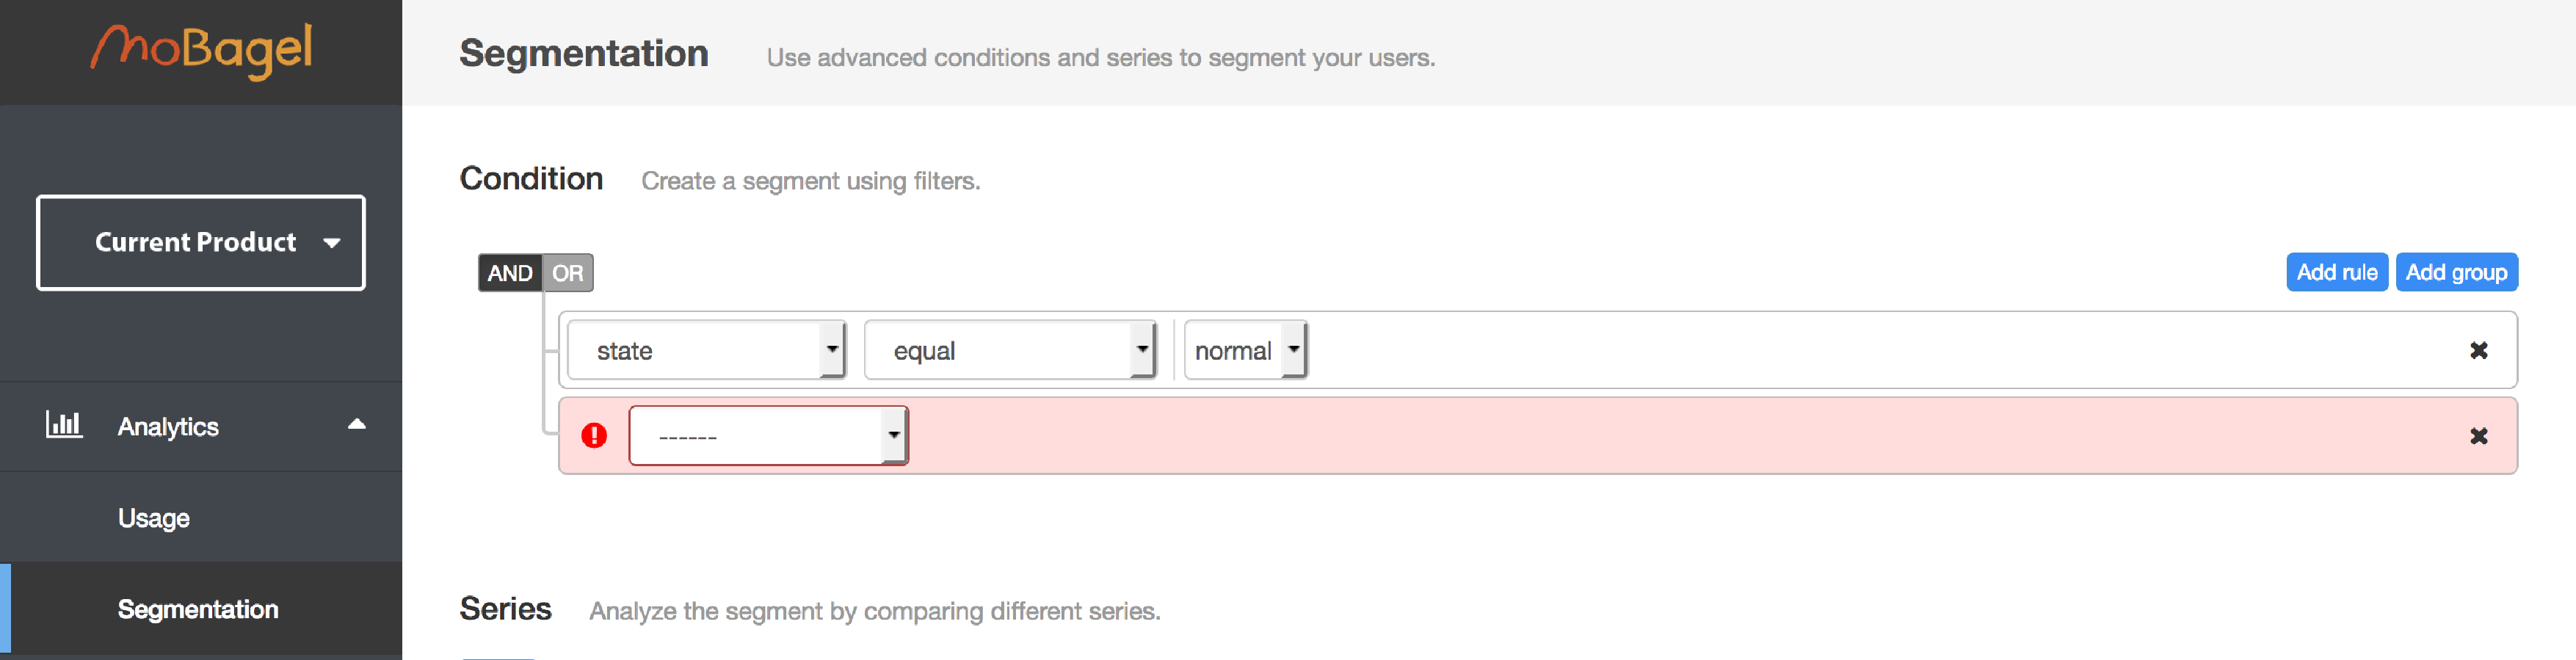 MoBagel
Segmentation Use advanced conditions and series to segment your users.
Condition Create a segment using filters.
Current Product
AND OR Add rule Add group
state equal normal
------
Analytics
Usage
Segmentation
Series Analyze the segment by comparing different series.